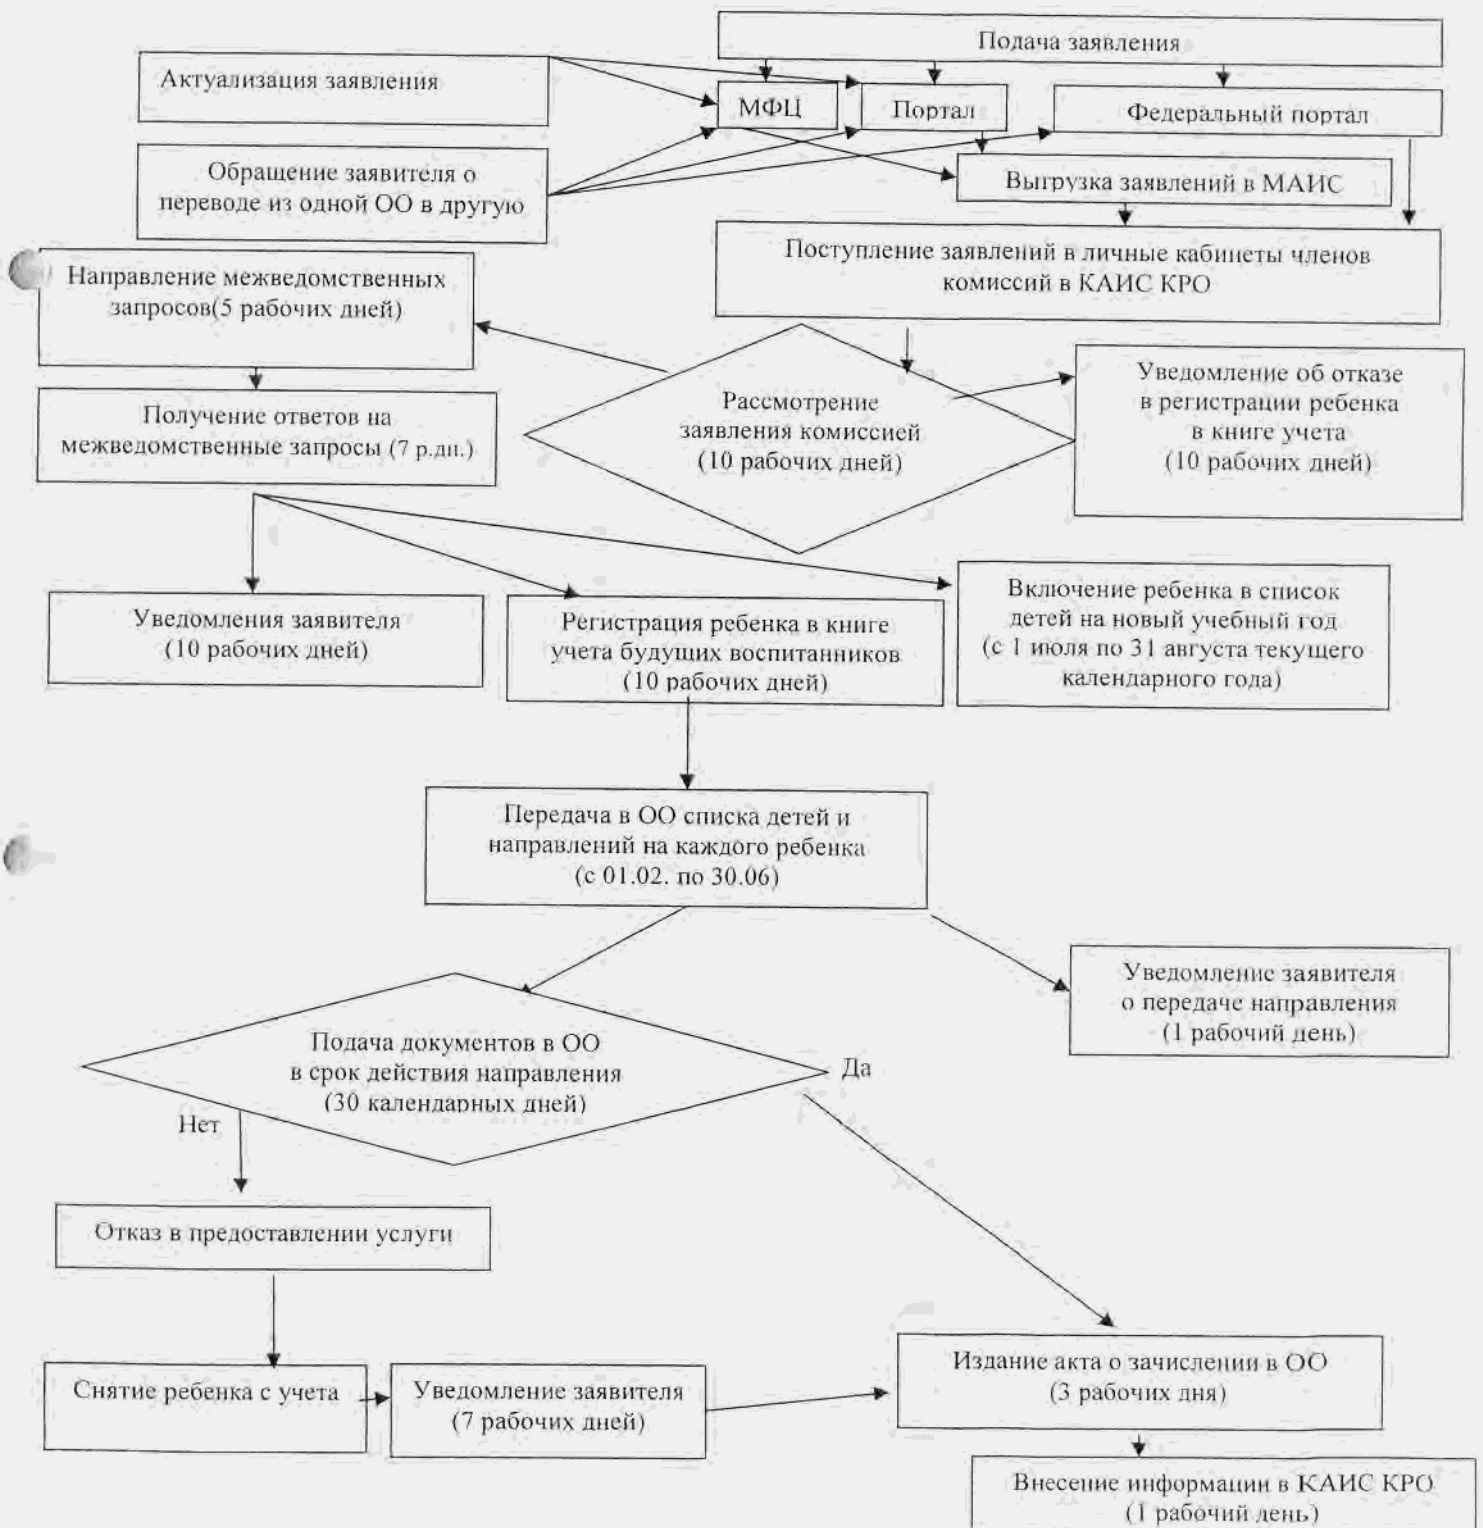 Подача заявления
Актуализация заявления
МФЦ
Портал
Федеральный портал
Обращение заявителя о
переводе из одной ОО в другую
Выгрузка заявлений в МАИС
Поступление заявлений в личные кабинеты членов
комиссий в КАИС КРО
Направление межведомственных
запросов(5 рабочих дней)
Получение ответов на
межведомственные запросы (7 р.дн.)
Рассмотрение
заявления комиссией
(10 рабочих дней)
Уведомление об отказе
в регистрации ребенка
в книге учета
(10 рабочих дней)
Уведомления заявителя
(10 рабочих дней)
Регистрация ребенка в книге
учета будущих воспитанников
(10 рабочих дней)
Включение ребенка в список
детей на новый учебный год
(с 1 июля по 31 августа текущего
календарного года)
Передача в ОО списка детей и
направлений на каждого ребенка
(с 01.02. по 30.06)
Уведомление заявителя
о передаче направления
(1 рабочий день)
Подача документов в ОО
в срок действия направления
(30 календарных дней)
Да
Нет
Отказ в предоставлении услуги
Снятие ребенка с учета
Уведомление заявителя
(7 рабочих дней)
Издание акта о зачислении в ОО
(3 рабочих дня)
Внесение информации в КАИС КРО
(1 рабочий день)